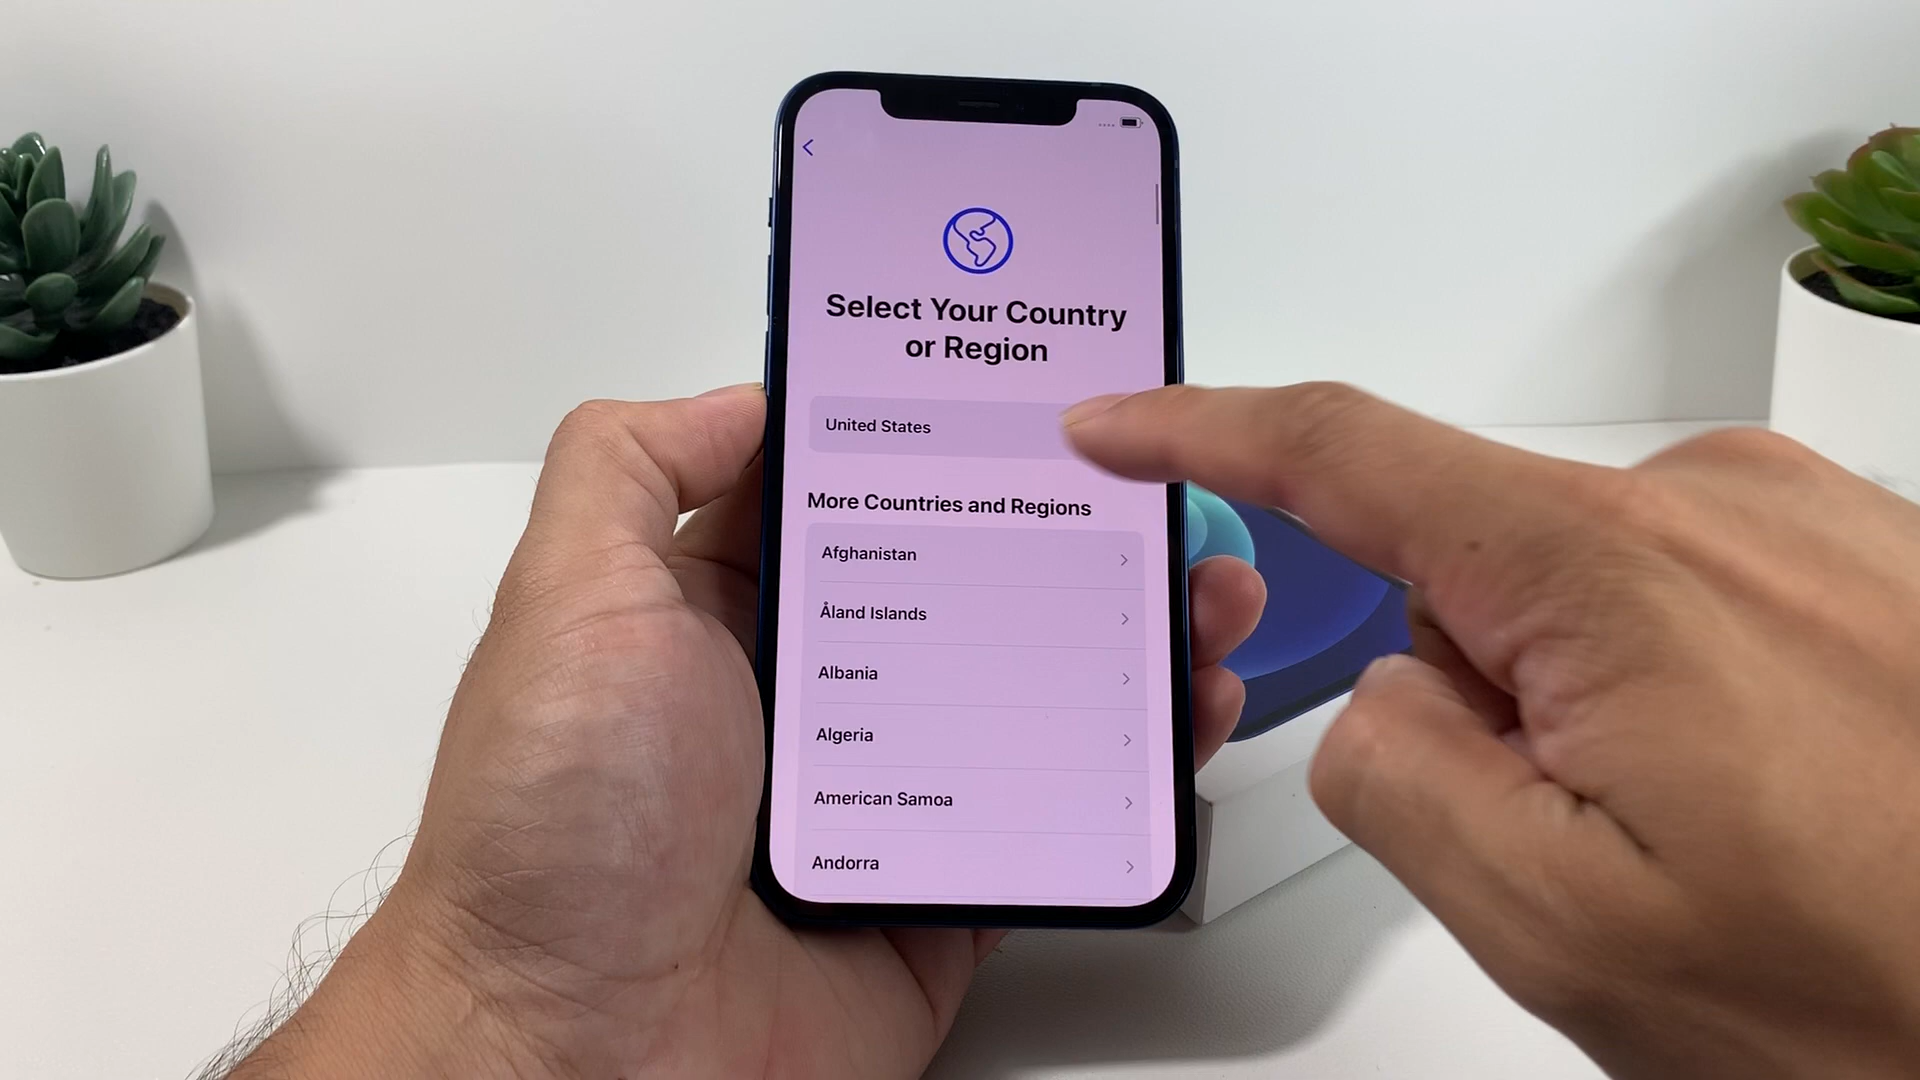 Select Your Country
or Region
United States
More Countries and Regions
Afghanistan
Åland Islands
Albania
Algeria
American Samoa
Andorra